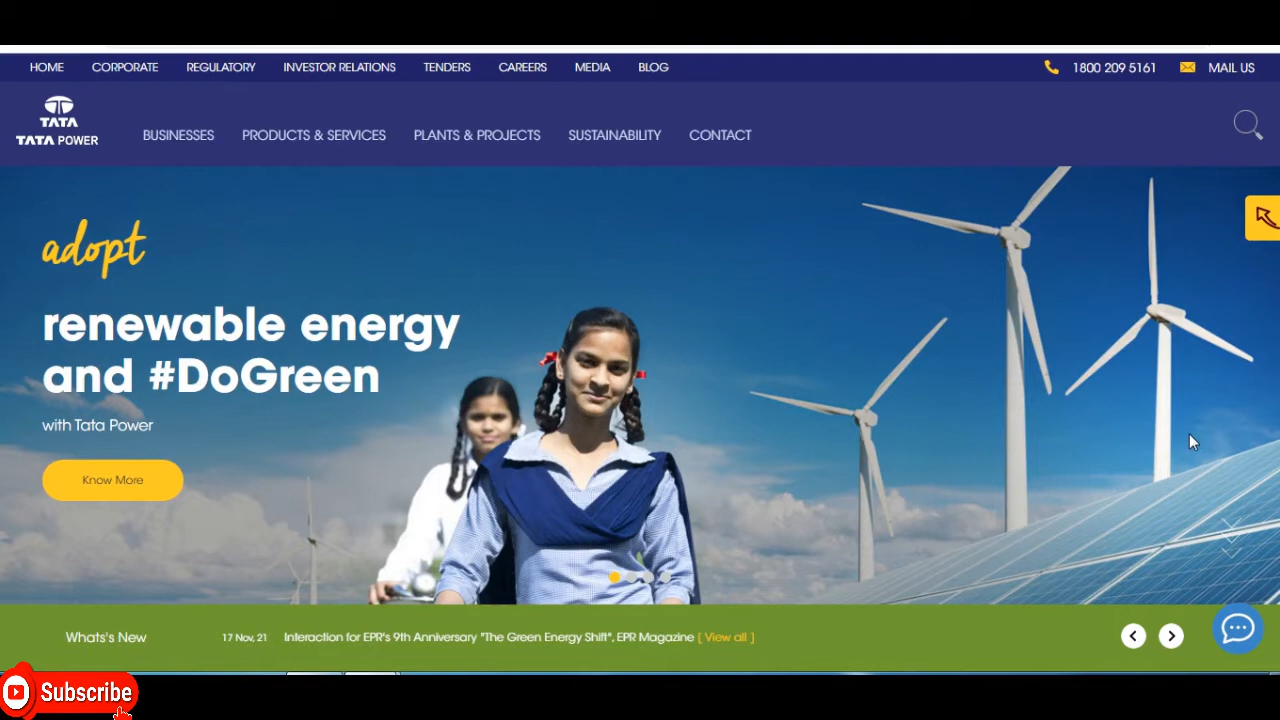 HOME CORPORATE REGULATORY INVESTOR RELATIONS TENDERS CAREERS MEDIA BLOG 1800 209 5161 MAIL US
TATA
TATA POWER
BUSINESSES PRODUCTS & SERVICES PLANTS & PROJECTS SUSTAINABILITY CONTACT
adopt
renewable energy
and #DoGreen
with Tata Power
Know More
Whats's New 17 Nov, 21 Interaction for EPR's 9th Anniversary "The Green Energy Shift", EPR Magazine [ View all ]
Subscribe